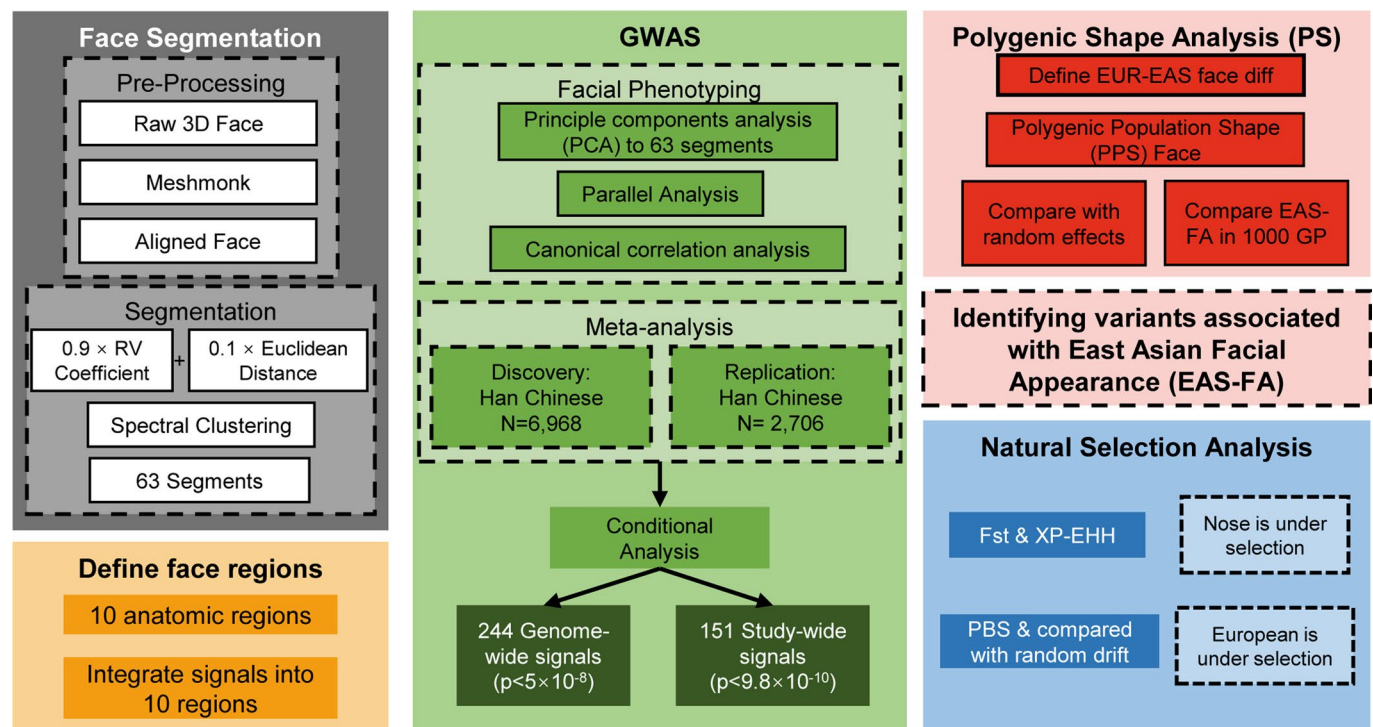 Face Segmentation
Pre-Processing
Raw 3D Face
Meshmonk
Aligned Face
Segmentation
0.9 × RV
Coefficient
+
0.1 × Euclidean
Distance
Spectral Clustering
63 Segments
Define face regions
10 anatomic regions
Integrate signals into
10 regions
GWAS
Facial Phenotyping
Principle components analysis
(PCA) to 63 segments
Parallel Analysis
Canonical correlation analysis
Meta-analysis
Discovery:
Han Chinese
N=6,968
Replication:
Han Chinese
N= 2,706
Conditional
Analysis
244 Genome-
wide signals
(p<5×10⁻⁸)
151 Study-wide
signals
(p<9.8×10⁻¹⁰)
Polygenic Shape Analysis (PS)
Define EUR-EAS face diff
Polygenic Population Shape
(PPS) Face
Compare with
random effects
Compare EAS-
FA in 1000 GP
Identifying variants associated
with East Asian Facial
Appearance (EAS-FA)
Natural Selection Analysis
Fst & XP-EHH
Nose is under
selection
PBS & compared
with random drift
European is
under selection